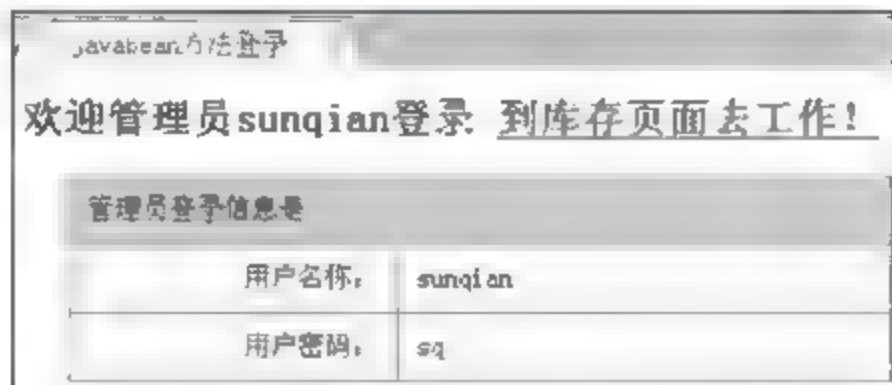 javabean方法登录
欢迎管理员sunqian登录 到库存页面去工作!
管理员登录信息是
用户名称: sunqian
用户密码: sq